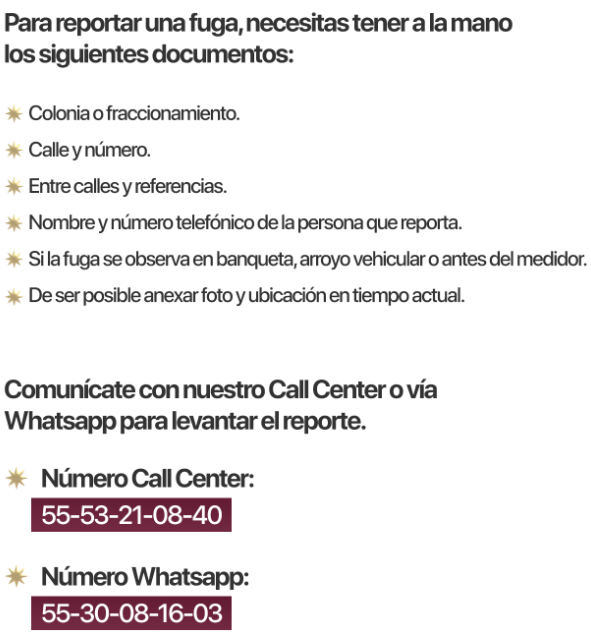 Para reportar una fuga, necesitas tener a la mano
los siguientes documentos:
Colonia o fraccionamiento.
Calle y número.
Entre calles y referencias.
Nombre y número telefónico de la persona que reporta.
Si la fuga se observa en banqueta, arroyo vehicular o antes del medidor.
De ser posible anexar foto y ubicación en tiempo actual.
Comunícate con nuestro Call Center o vía
Whatsapp para levantar el reporte.
Número Call Center:
55-53-21-08-40
Número Whatsapp:
55-30-08-16-03